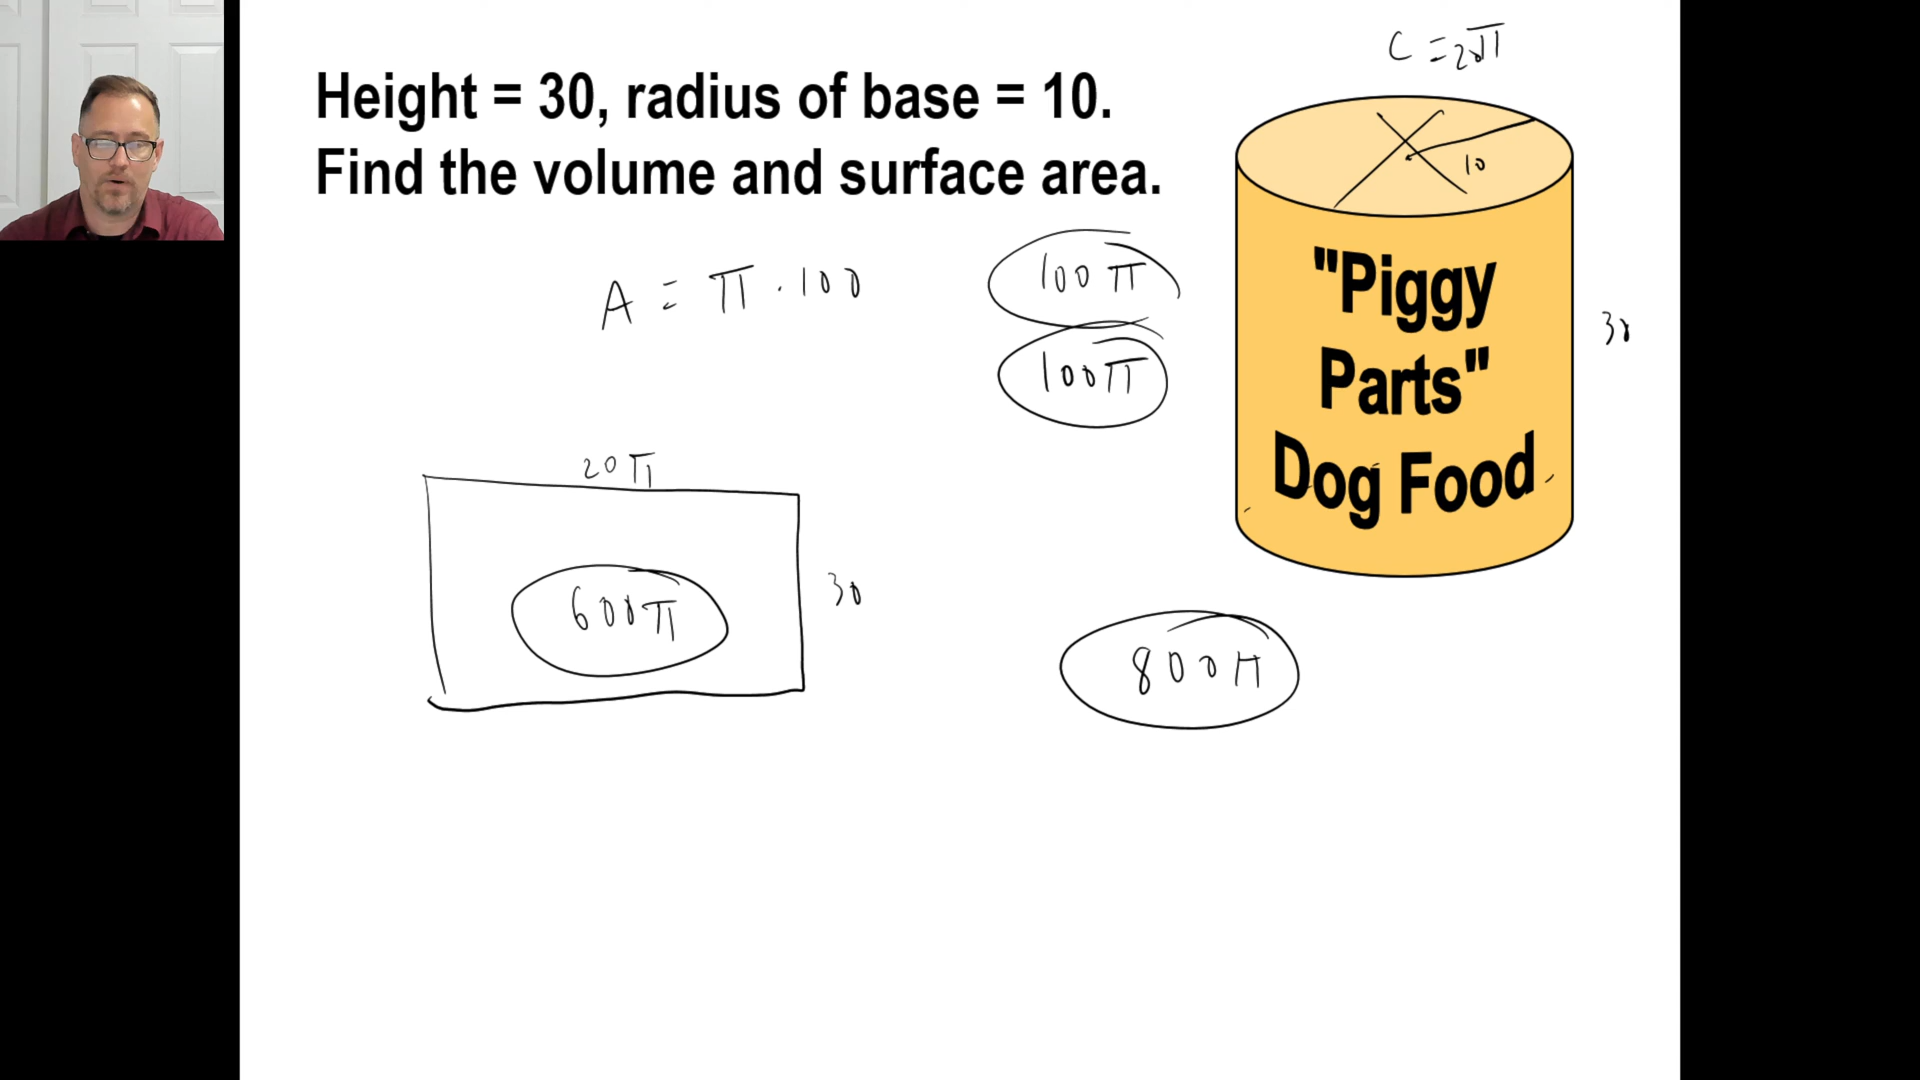 Height = 30, radius of base = 10.
Find the volume and surface area.
C = 20π
10
A = π · 100
100π
100π
"Piggy
Parts"
Dog Food
30
20π
600π
30
800π